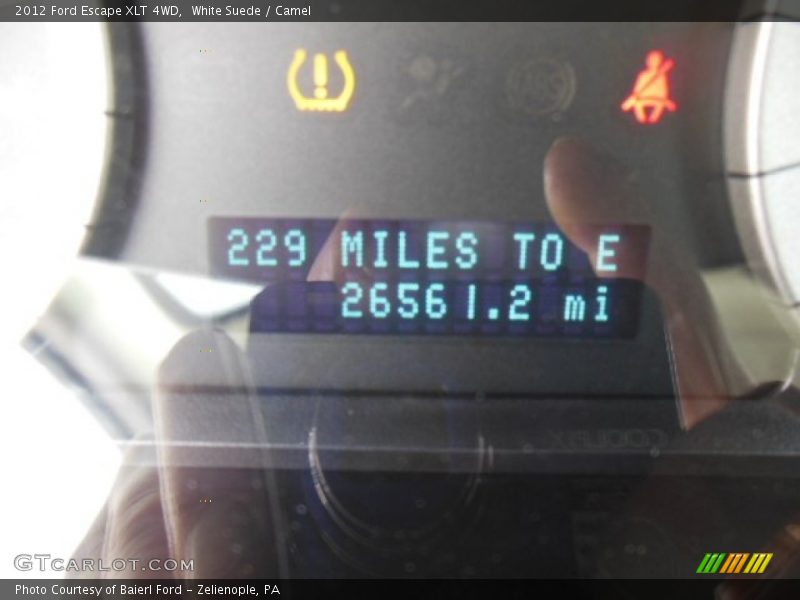 2012 Ford Escape XLT 4WD, White Suede / Camel
229 MILES TO E
26561.2 mi
GTCARLOT.COM
Photo Courtesy of Baierl Ford - Zelienople, PA